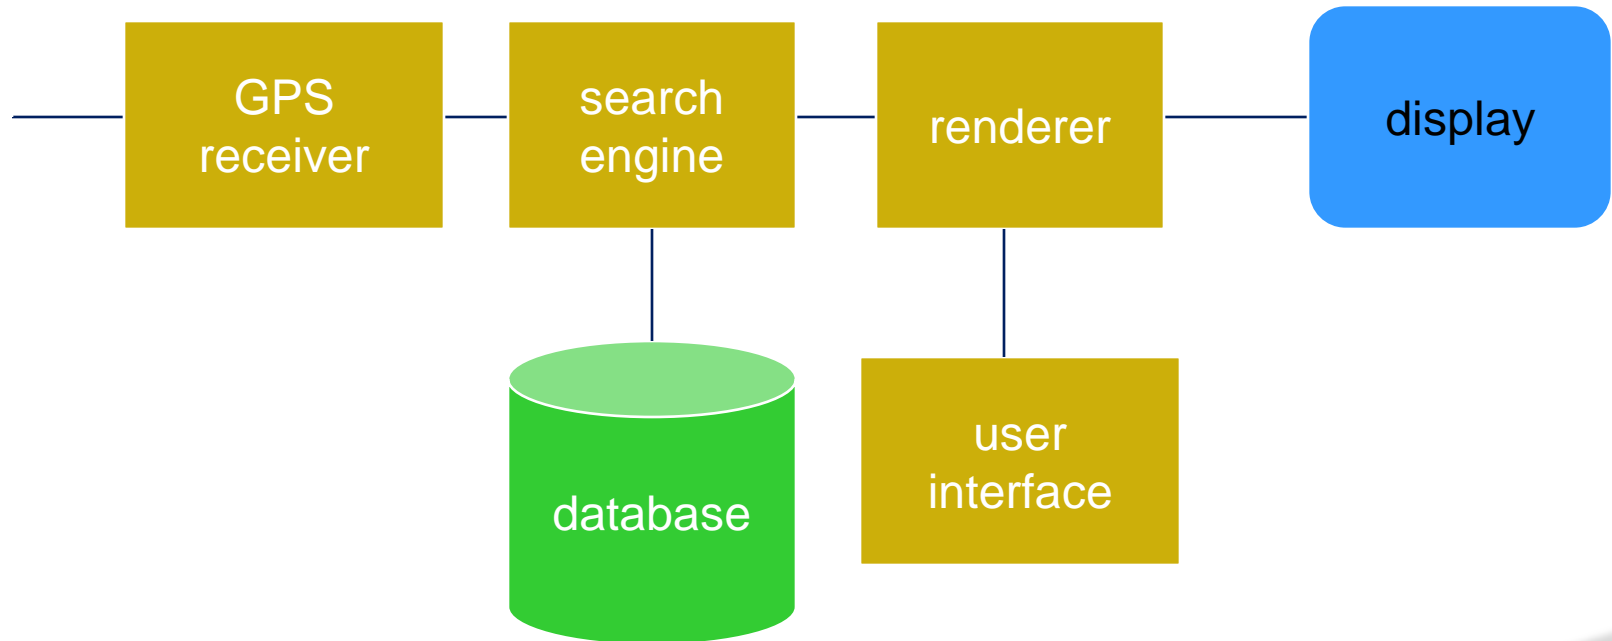 GPS
receiver
search
engine
renderer
display
database
user
interface